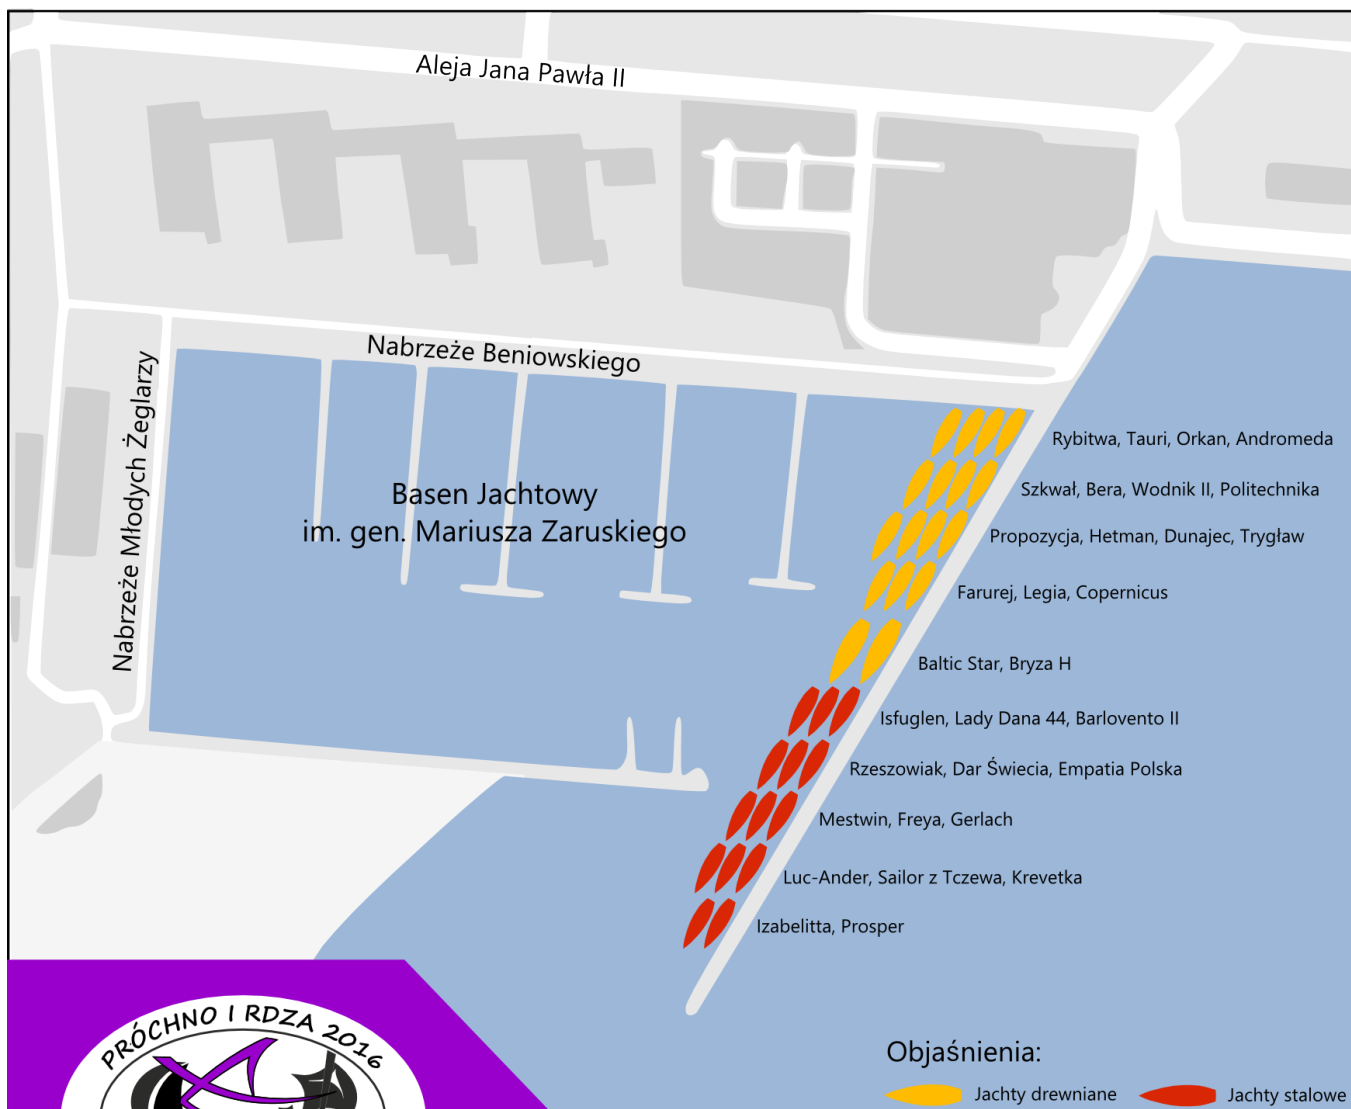 Aleja Jana Pawła II
Nabrzeże Beniowskiego
Nabrzeże Młodych Żeglarzy
Basen Jachtowy
im. gen. Mariusza Zaruskiego
Rybitwa, Tauri, Orkan, Andromeda
Szkwał, Bera, Wodnik II, Politechnika
Propozycja, Hetman, Dunajec, Trygław
Farurej, Legia, Copernicus
Baltic Star, Bryza H
Isfuglen, Lady Dana 44, Barlovento II
Rzeszowiak, Dar Świecia, Empatia Polska
Mestwin, Freya, Gerlach
Luc-Ander, Sailor z Tczewa, Krevetka
Izabelitta, Prosper
PRÓCHNO I RDZA 2016
Objaśnienia:
Jachty drewniane
Jachty stalowe